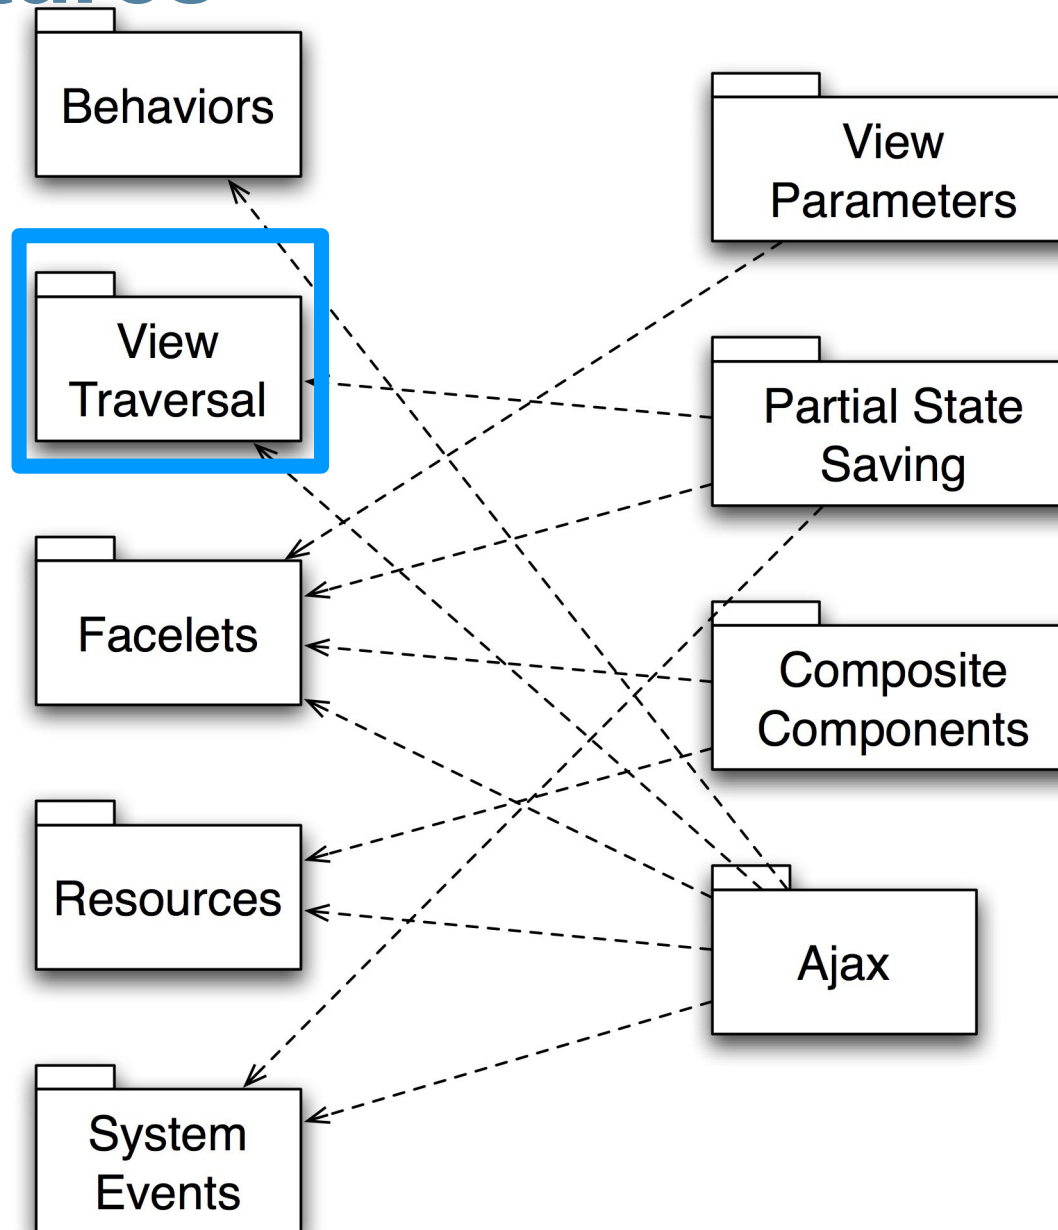 Behaviors
View
Traversal
Facelets
Resources
System
Events
View
Parameters
Partial State
Saving
Composite
Components
Ajax